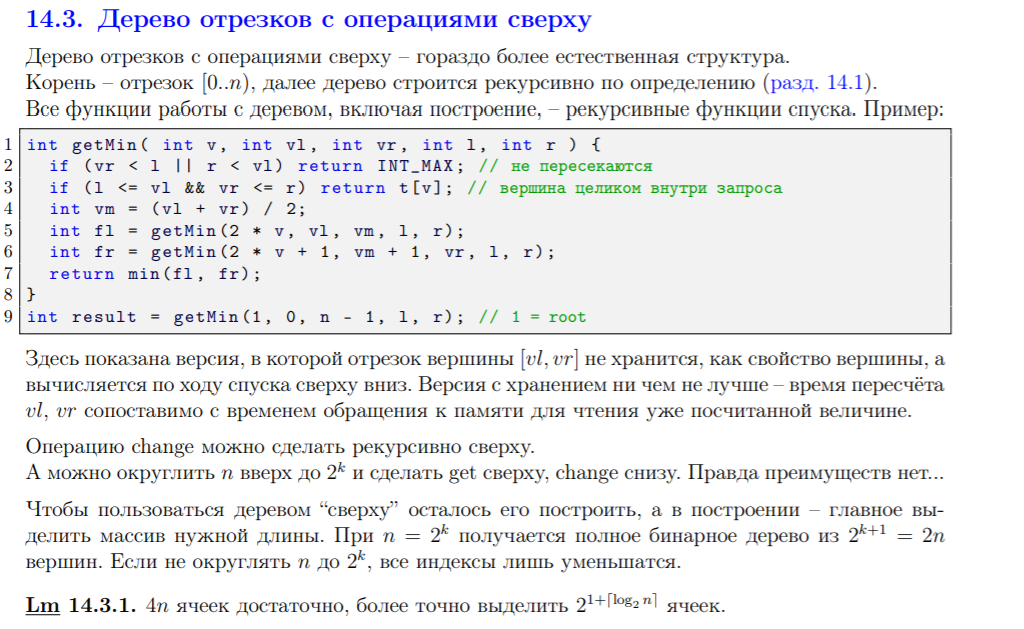 14.3. Дерево отрезков с операциями сверху
Дерево отрезков с операциями сверху – гораздо более естественная структура.
Корень – отрезок [0..n), далее дерево строится рекурсивно по определению (разд. 14.1).
Все функции работы с деревом, включая построение, – рекурсивные функции спуска. Пример:
1 int getMin( int v, int vl, int vr, int l, int r ) {
2   if (vr < l || r < vl) return INT_MAX; // не пересекаются
3   if (l <= vl && vr <= r) return t[v]; // вершина целиком внутри запроса
4   int vm = (vl + vr) / 2;
5   int fl = getMin(2 * v, vl, vm, l, r);
6   int fr = getMin(2 * v + 1, vm + 1, vr, l, r);
7   return min(fl, fr);
8 }
9 int result = getMin(1, 0, n - 1, l, r); // 1 = root
Здесь показана версия, в которой отрезок вершины [vl, vr] не хранится, как свойство вершины, а
вычисляется по ходу спуска сверху вниз. Версия с хранением ни чем не лучше – время пересчёта
vl, vr сопоставимо с временем обращения к памяти для чтения уже посчитанной величине.
Операцию change можно сделать рекурсивно сверху.
А можно округлить n вверх до 2^k и сделать get сверху, change снизу. Правда преимуществ нет...
Чтобы пользоваться деревом “сверху” осталось его построить, а в построении – главное вы-
делить массив нужной длины. При n = 2^k получается полное бинарное дерево из 2^{k+1} = 2n
вершин. Если не округлять n до 2^k, все индексы лишь уменьшатся.
Lm 14.3.1. 4n ячеек достаточно, более точно выделить 2^{1+⌈log₂ n⌉} ячеек.